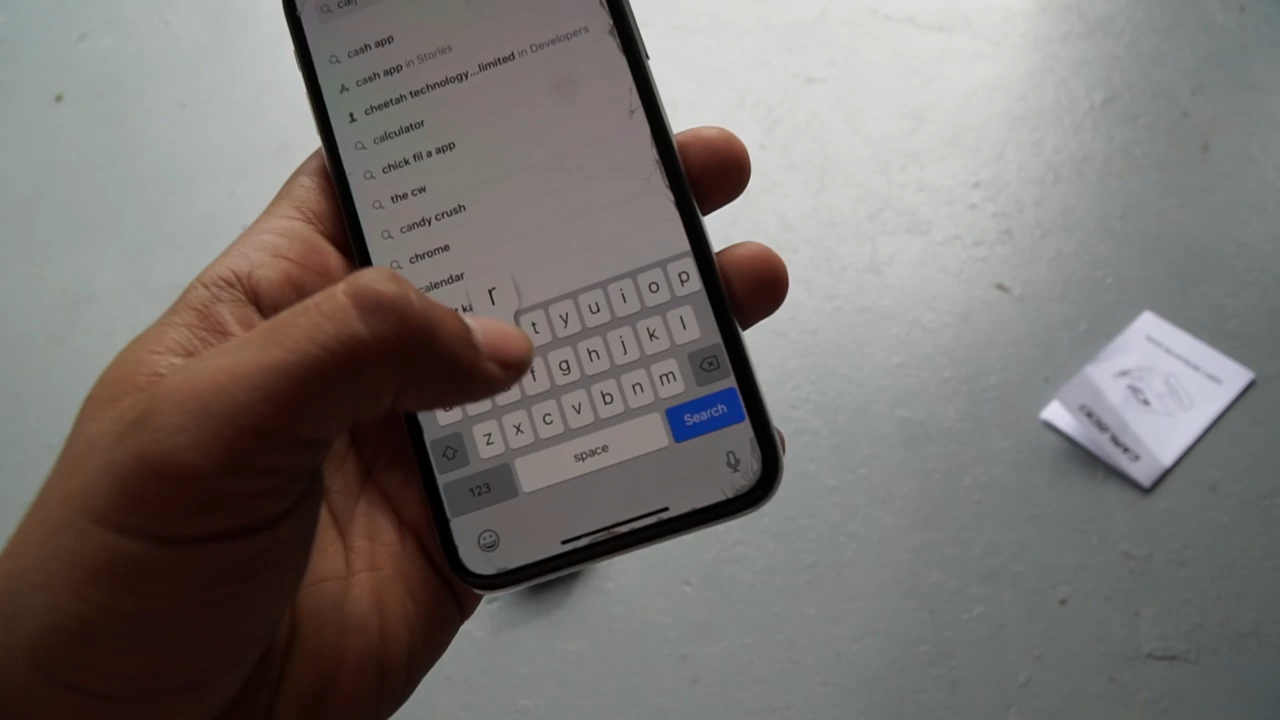 ca
cash app
cash app in Stories
cheetah technology...limited in Developers
calculator
chick fil a app
the cw
candy crush
chrome
calendar
r
t y u i o p
f g h j k l
z x c v b n m
123 space Search